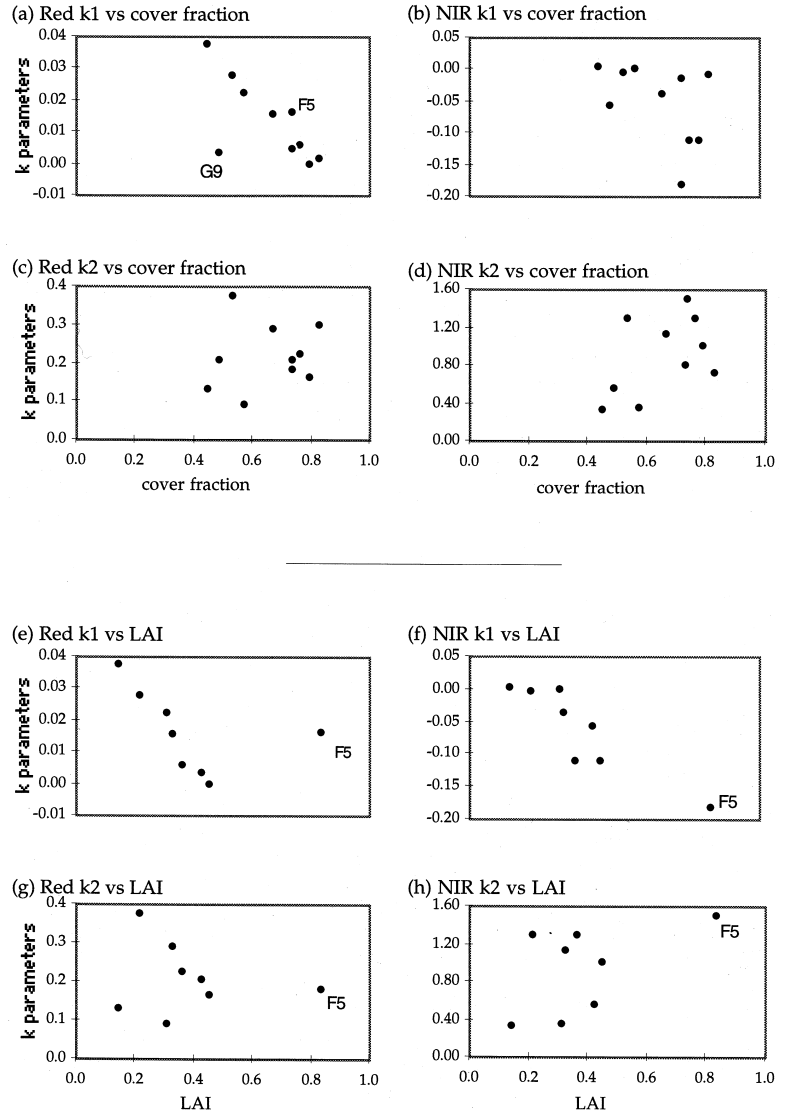 (a) Red k1 vs cover fraction
0.04
0.03
0.02
0.01
0.00
-0.01
k parameters
F5
G9
(b) NIR k1 vs cover fraction
0.05
0.00
-0.05
-0.10
-0.15
-0.20
(c) Red k2 vs cover fraction
0.4
0.3
0.2
0.1
0.0
k parameters
0.0 0.2 0.4 0.6 0.8 1.0
cover fraction
(d) NIR k2 vs cover fraction
1.60
1.20
0.80
0.40
0.00
0.0 0.2 0.4 0.6 0.8 1.0
cover fraction
(e) Red k1 vs LAI
0.04
0.03
0.02
0.01
0.00
-0.01
k parameters
F5
(f) NIR k1 vs LAI
0.05
0.00
-0.05
-0.10
-0.15
-0.20
F5
(g) Red k2 vs LAI
0.4
0.3
0.2
0.1
0.0
k parameters
F5
0.0 0.2 0.4 0.6 0.8 1.0
LAI
(h) NIR k2 vs LAI
1.60
1.20
0.80
0.40
0.00
F5
0.0 0.2 0.4 0.6 0.8 1.0
LAI